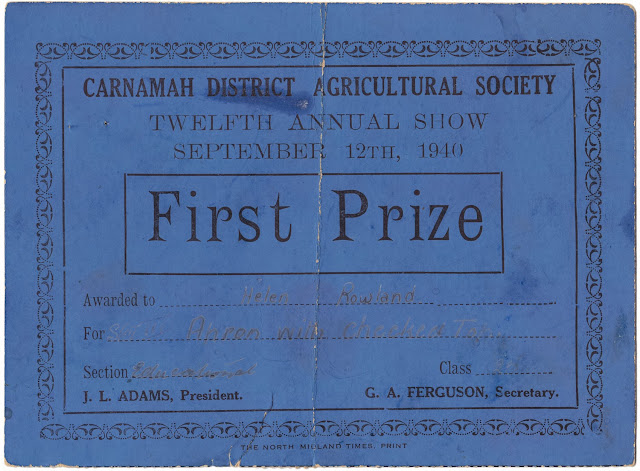 CARNAMAH DISTRICT AGRICULTURAL SOCIETY
TWELFTH ANNUAL SHOW
SEPTEMBER 12TH, 1940
First Prize
Awarded to Helen Rowland
For Apron with
Section Educational Class
J. L. ADAMS, President. G. A. FERGUSON, Secretary.
THE NORTH MIDLAND TIMES, PRINT